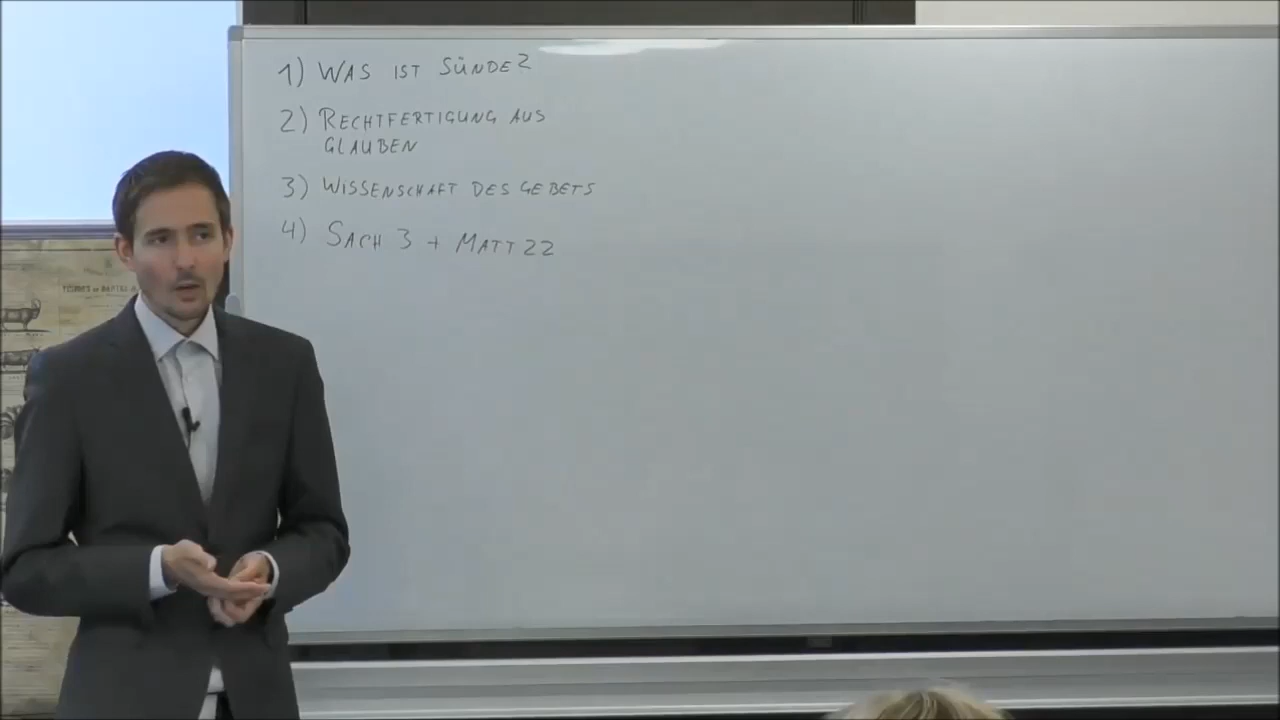 1) WAS IST SÜNDE?
2) RECHTFERTIGUNG AUS
GLAUBEN
3) WISSENSCHAFT DES GEBETS
4) SACH 3 + MATT 22